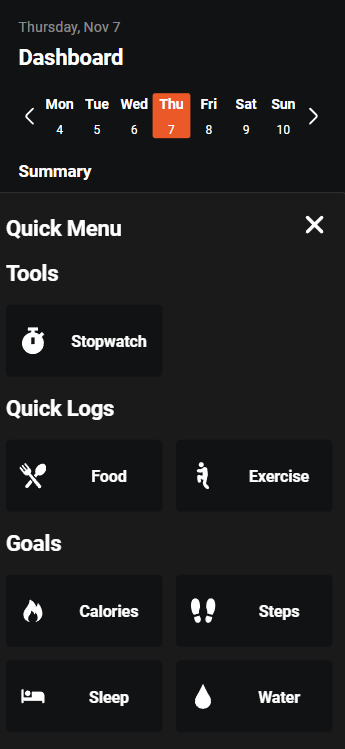 Thursday, Nov 7
Dashboard
Mon Tue Wed Thu Fri Sat Sun
4 5 6 7 8 9 10
Summary
Quick Menu
Tools
Stopwatch
Quick Logs
Food Exercise
Goals
Calories Steps
Sleep Water